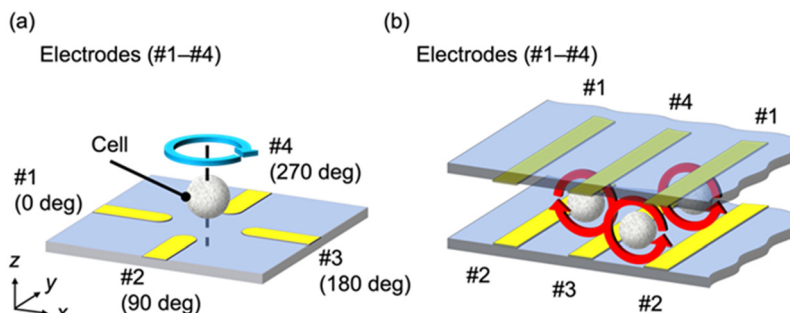 (a)
Electrodes (#1–#4)
Cell
#4
(270 deg)
#1
(0 deg)
#3
(180 deg)
#2
(90 deg)
z
y
x
(b)
Electrodes (#1–#4)
#1
#4
#1
#2
#3
#2